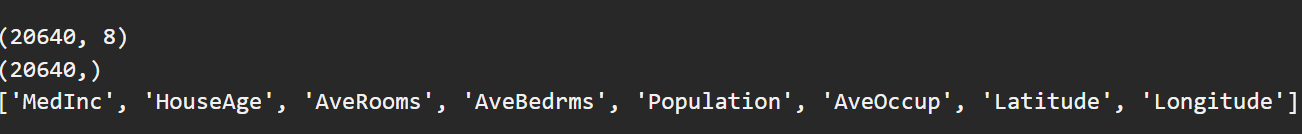 (20640, 8)
(20640,)
['MedInc', 'HouseAge', 'AveRooms', 'AveBedrms', 'Population', 'AveOccup', 'Latitude', 'Longitude']